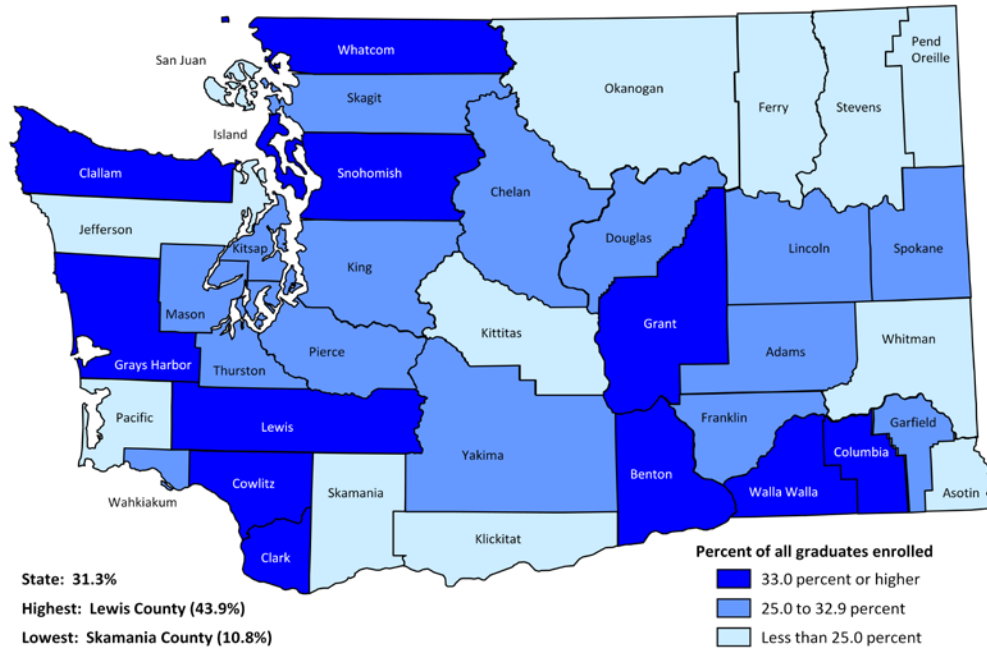 Whatcom
San Juan
Skagit
Okanogan
Ferry
Stevens
Pend
Oreille
Island
Clallam
Snohomish
Chelan
Jefferson
Kitsap
King
Douglas
Lincoln
Spokane
Mason
Kittitas
Grant
Grays Harbor
Thurston
Pierce
Adams
Whitman
Pacific
Lewis
Yakima
Franklin
Garfield
Columbia
Benton
Walla Walla
Asotin
Wahkiakum
Cowlitz
Skamania
Klickitat
Clark
State: 31.3%
Highest: Lewis County (43.9%)
Lowest: Skamania County (10.8%)
Percent of all graduates enrolled
33.0 percent or higher
25.0 to 32.9 percent
Less than 25.0 percent